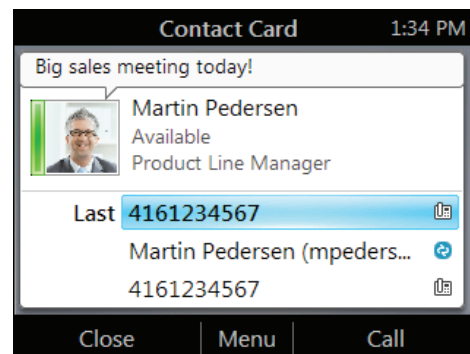 Contact Card 1:34 PM
Big sales meeting today!
Martin Pedersen
Available
Product Line Manager
Last 4161234567
Martin Pedersen (mpeders...
4161234567
Close Menu Call